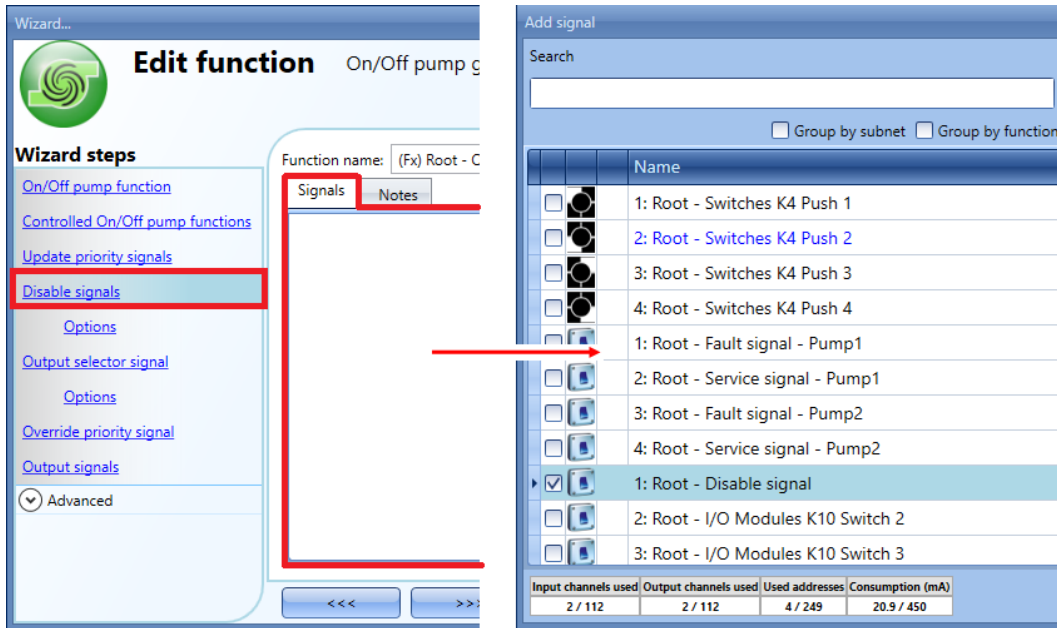 Wizard...
Edit function On/Off pump g
Wizard steps
On/Off pump function
Controlled On/Off pump functions
Update priority signals
Disable signals
Options
Output selector signal
Options
Override priority signal
Output signals
Advanced
Function name: (Fx) Root - C
Signals Notes
<<< >>>
Add signal
Search
Group by subnet Group by function
Name
1: Root - Switches K4 Push 1
2: Root - Switches K4 Push 2
3: Root - Switches K4 Push 3
4: Root - Switches K4 Push 4
1: Root - Fault signal - Pump1
2: Root - Service signal - Pump1
3: Root - Fault signal - Pump2
4: Root - Service signal - Pump2
1: Root - Disable signal
2: Root - I/O Modules K10 Switch 2
3: Root - I/O Modules K10 Switch 3
Input channels used Output channels used Used addresses Consumption (mA)
2 / 112 2 / 112 4 / 249 20.9 / 450